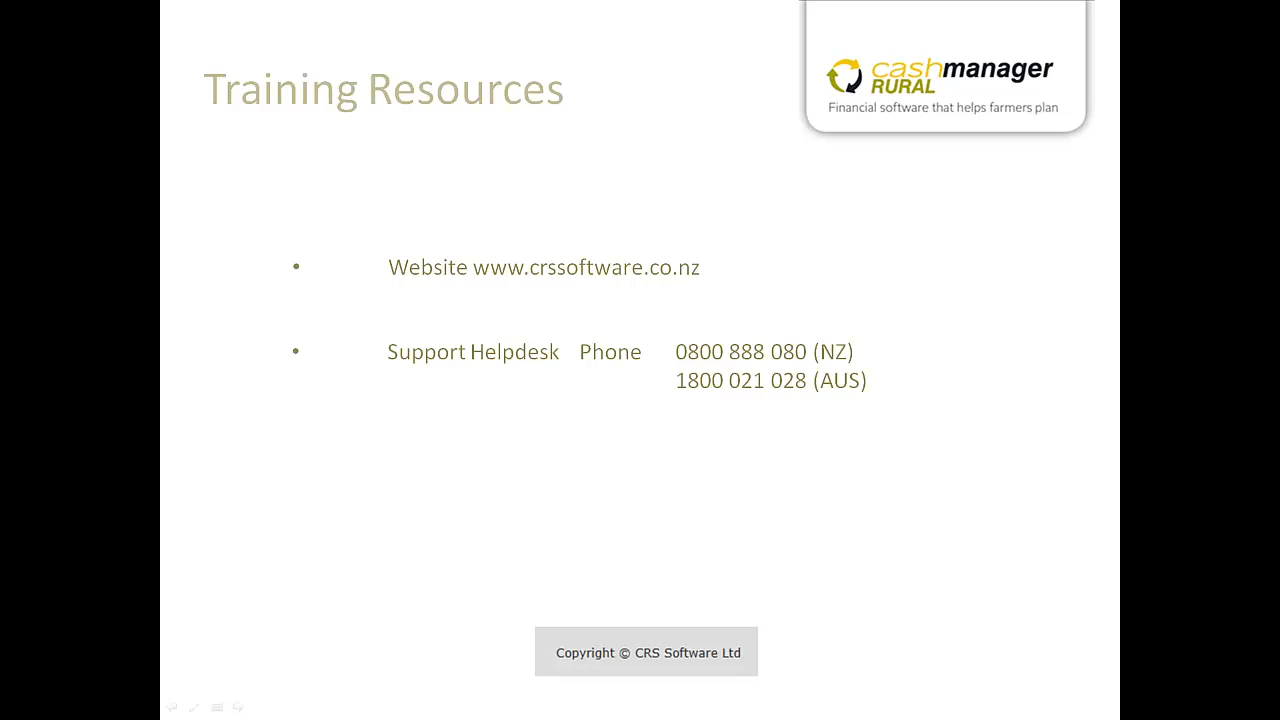 Training Resources
cashmanager
RURAL
Financial software that helps farmers plan
• Website www.crssoftware.co.nz
• Support Helpdesk Phone 0800 888 080 (NZ)
1800 021 028 (AUS)
Copyright © CRS Software Ltd